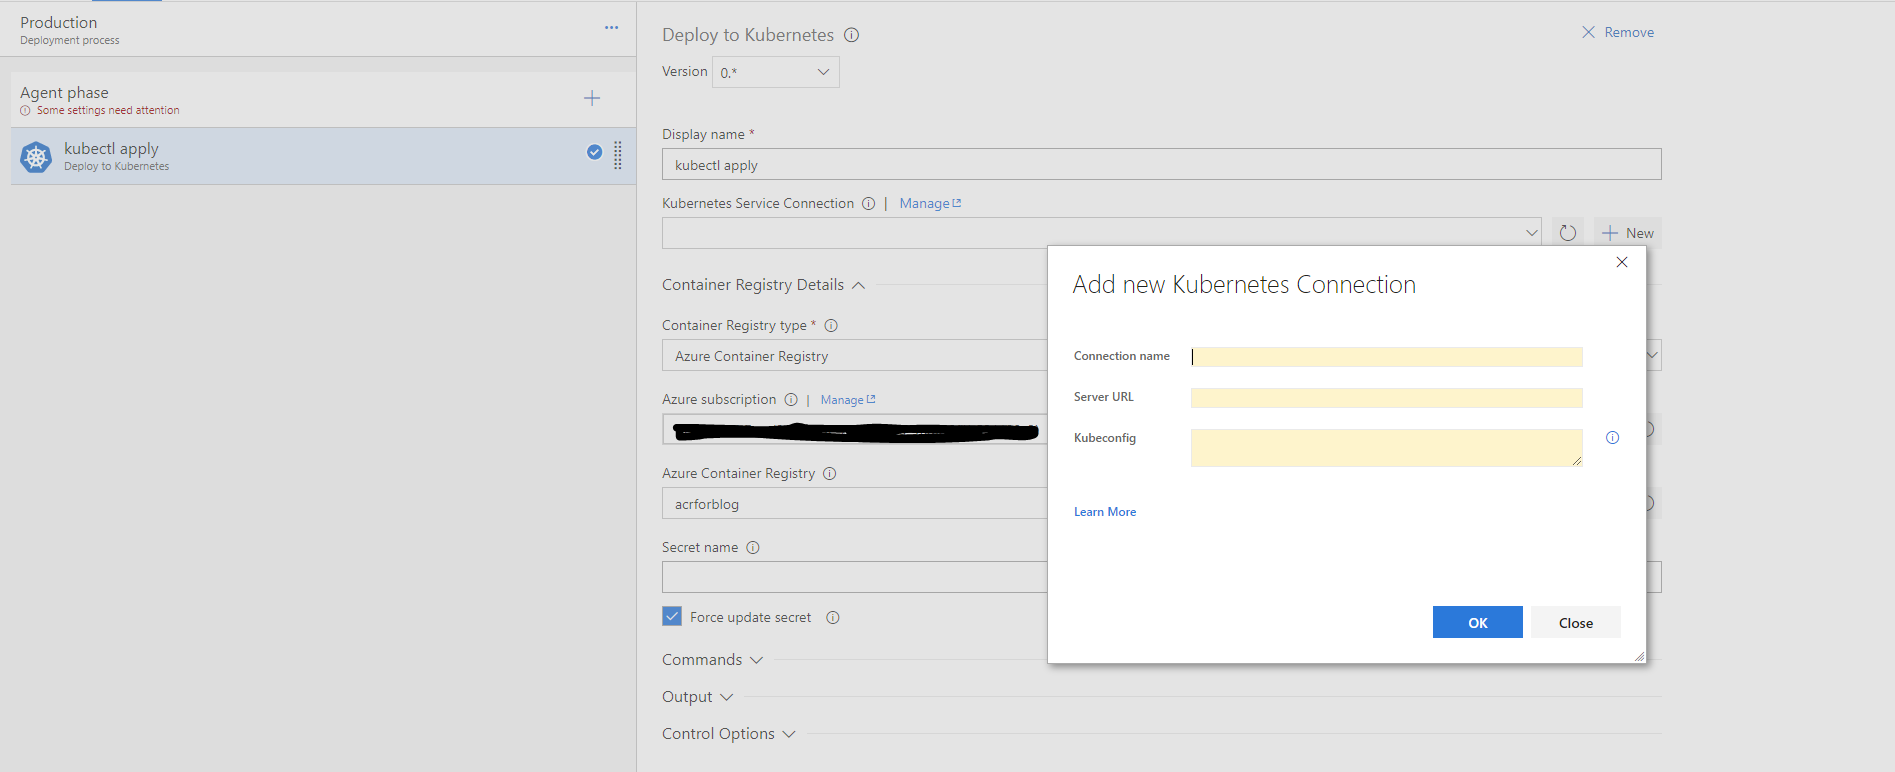 Production
Deployment process
Agent phase
Some settings need attention
kubectl apply
Deploy to Kubernetes
Deploy to Kubernetes
Remove
Version 0.*
Display name *
kubectl apply
Kubernetes Service Connection | Manage
New
Container Registry Details
Container Registry type *
Azure Container Registry
Azure subscription | Manage
Azure Container Registry
acrforblog
Secret name
Force update secret
Commands
Output
Control Options
Add new Kubernetes Connection
Connection name
Server URL
Kubeconfig
Learn More
OK Close